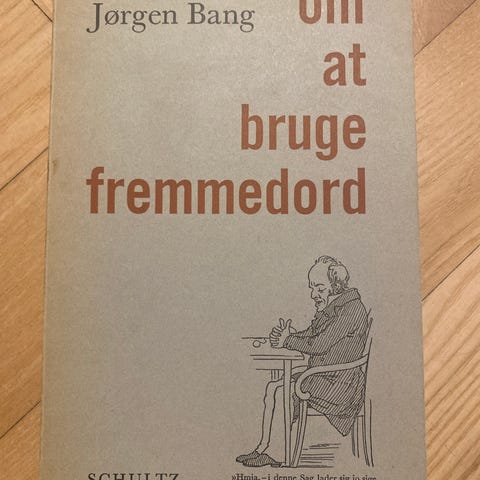 Jørgen Bang
om
at
bruge
fremmedord
SCHULTZ
»Hmja, – i denne Sag lader sig jo sige